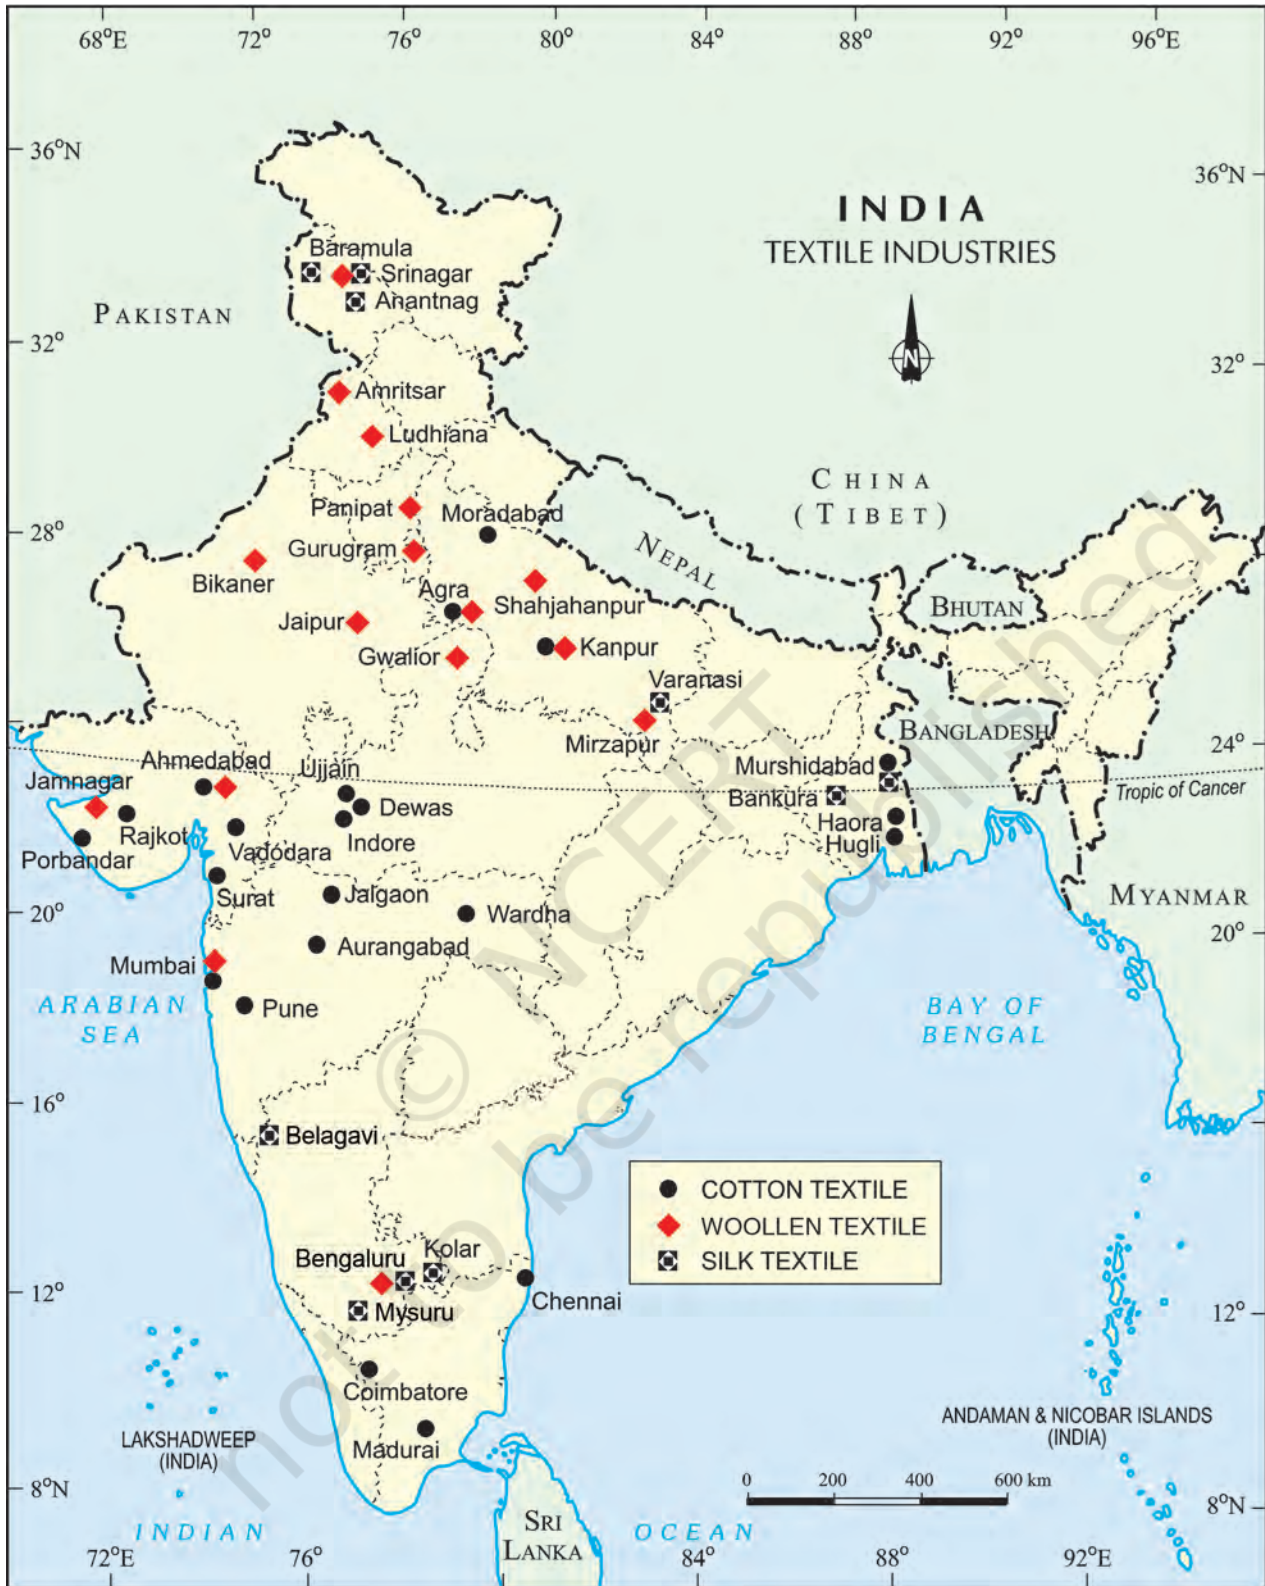 68°E 72° 76° 80° 84° 88° 92° 96°E
36°N
36°N
INDIA
TEXTILE INDUSTRIES
Baramula
Srinagar
Anantnag
PAKISTAN
N
32°
32°
Amritsar
Ludhiana
CHINA
(TIBET)
Panipat
Moradabad
28°
28°
Gurugram
NEPAL
Bikaner
Agra
Shahjahanpur
BHUTAN
Jaipur
Kanpur
Gwalior
Varanasi
Mirzapur
BANGLADESH
24°
Ahmedabad
Ujjain
Murshidabad
Jamnagar
Tropic of Cancer
Dewas
Bankura
Rajkot
Haora
Porbandar
Vadodara
Indore
Hugli
Surat
Jalgaon
MYANMAR
20°
Wardha
20°
Aurangabad
Mumbai
ARABIAN
SEA
Pune
BAY OF
BENGAL
16°
Belagavi
COTTON TEXTILE
WOOLLEN TEXTILE
SILK TEXTILE
Kolar
Bengaluru
12°
Chennai
12°
Mysuru
Coimbatore
Madurai
LAKSHADWEEP
(INDIA)
ANDAMAN & NICOBAR ISLANDS
(INDIA)
0 200 400 600 km
8°N
8°N
INDIAN OCEAN
SRI
LANKA
72°E 76° 84° 88° 92°E
© NCERT
not to be republished